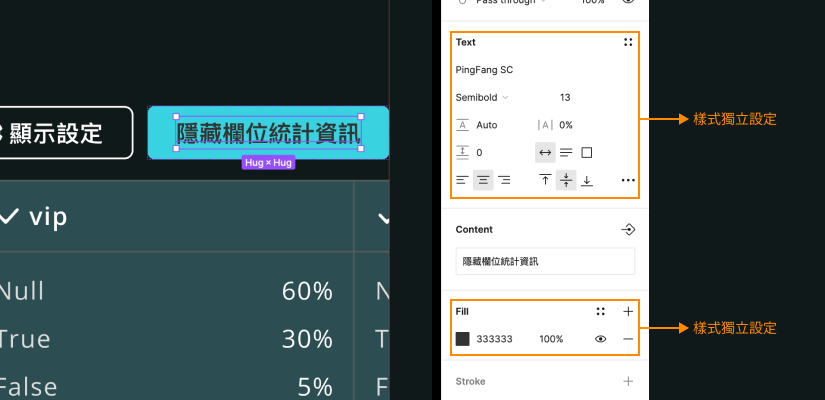 Pass through
100%
Text
PingFang SC
Semibold
13
Auto
0%
0
樣式獨立設定
顯示設定
隱藏欄位統計資訊
Hug × Hug
vip
Null
60%
N
True
30%
T
False
5%
F
Content
隱藏欄位統計資訊
Fill
333333
100%
樣式獨立設定
Stroke